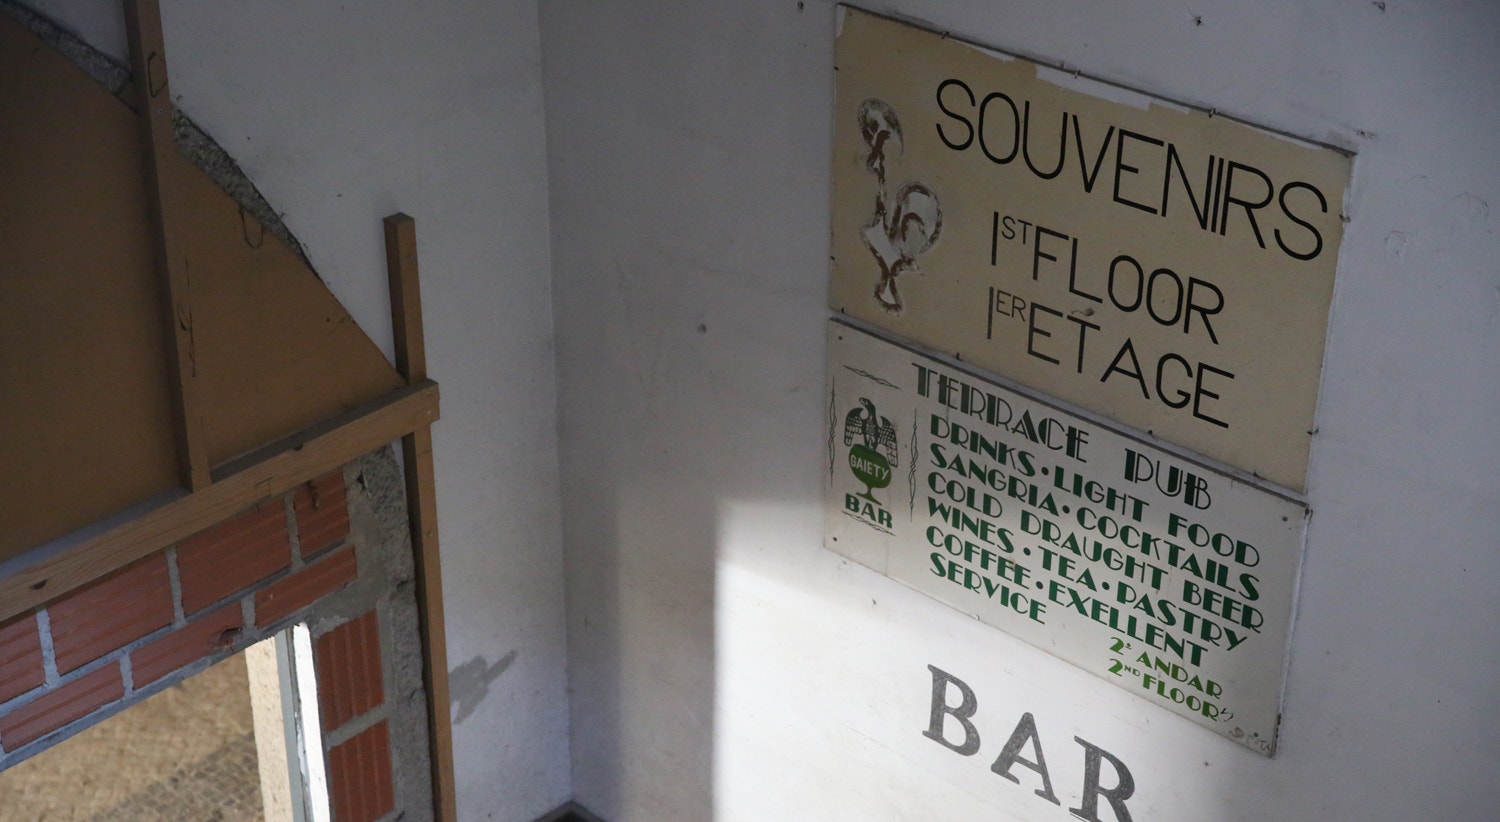 SOUVENIRS
1ST FLOOR
1ER ETAGE
TERRACE PUB
GAIETY
BAR
DRINKS·LIGHT FOOD
SANGRIA·COCKTAILS
COLD DRAUGHT BEER
WINES·TEA·PASTRY
COFFEE·EXELLENT
SERVICE
2º ANDAR
2ND FLOOR
BAR